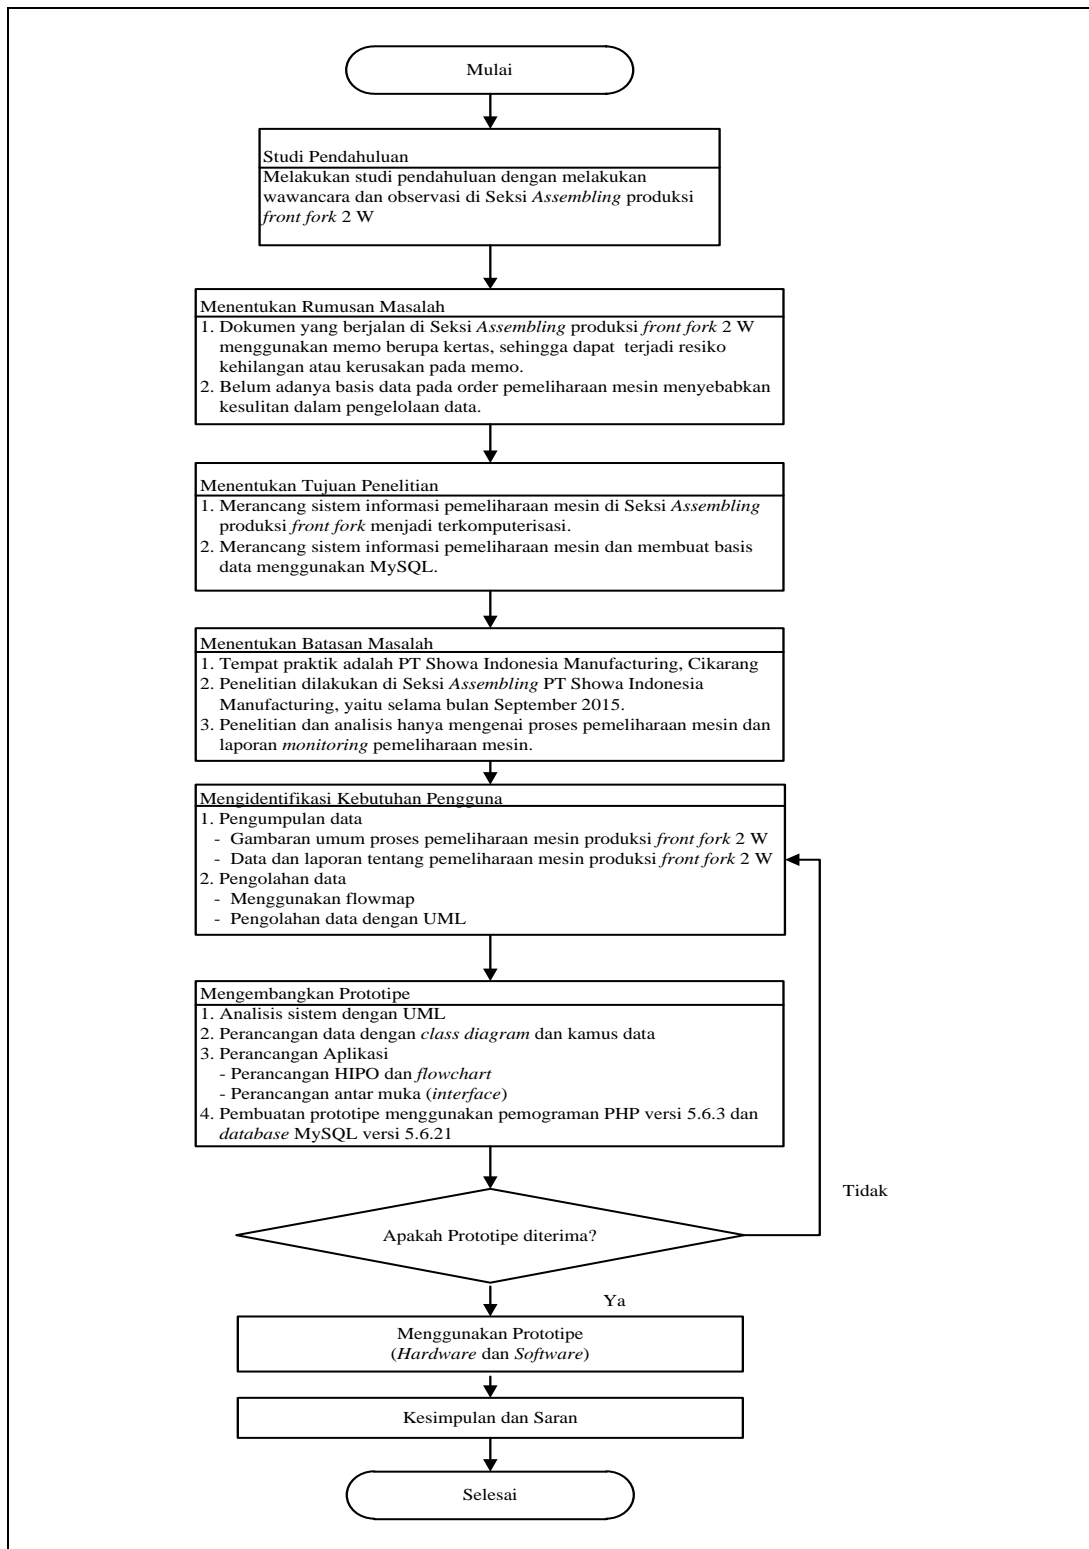 Mulai
Studi Pendahuluan
Melakukan studi pendahuluan dengan melakukan
wawancara dan observasi di Seksi Assembling produksi
front fork 2 W
Menentukan Rumusan Masalah
1. Dokumen yang berjalan di Seksi Assembling produksi front fork 2 W
menggunakan memo berupa kertas, sehingga dapat terjadi resiko
kehilangan atau kerusakan pada memo.
2. Belum adanya basis data pada order pemeliharaan mesin menyebabkan
kesulitan dalam pengelolaan data.
Menentukan Tujuan Penelitian
1. Merancang sistem informasi pemeliharaan mesin di Seksi Assembling
produksi front fork menjadi terkomputerisasi.
2. Merancang sistem informasi pemeliharaan mesin dan membuat basis
data menggunakan MySQL.
Menentukan Batasan Masalah
1. Tempat praktik adalah PT Showa Indonesia Manufacturing, Cikarang
2. Penelitian dilakukan di Seksi Assembling PT Showa Indonesia
Manufacturing, yaitu selama bulan September 2015.
3. Penelitian dan analisis hanya mengenai proses pemeliharaan mesin dan
laporan monitoring pemeliharaan mesin.
Mengidentifikasi Kebutuhan Pengguna
1. Pengumpulan data
- Gambaran umum proses pemeliharaan mesin produksi front fork 2 W
- Data dan laporan tentang pemeliharaan mesin produksi front fork 2 W
2. Pengolahan data
- Menggunakan flowmap
- Pengolahan data dengan UML
Mengembangkan Prototipe
1. Analisis sistem dengan UML
2. Perancangan data dengan class diagram dan kamus data
3. Perancangan Aplikasi
- Perancangan HIPO dan flowchart
- Perancangan antar muka (interface)
4. Pembuatan prototipe menggunakan pemograman PHP versi 5.6.3 dan
database MySQL versi 5.6.21
Tidak
Apakah Prototipe diterima?
Ya
Menggunakan Prototipe
(Hardware dan Software)
Kesimpulan dan Saran
Selesai